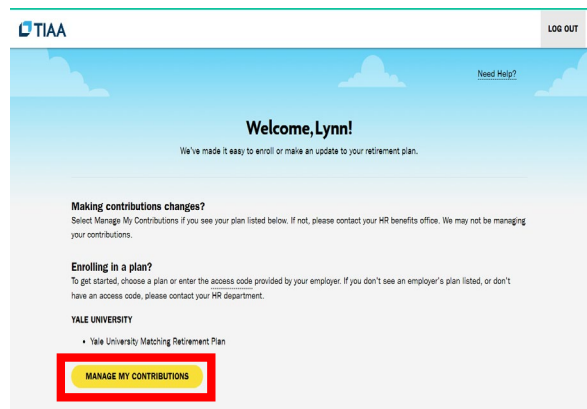 TIAA
LOG OUT
Need Help?
Welcome, Lynn!
We've made it easy to enroll or make an update to your retirement plan.
Making contributions changes?
Select Manage My Contributions if you see your plan listed below. If not, please contact your HR benefits office. We may not be managing
your contributions.
Enrolling in a plan?
To get started, choose a plan or enter the access code provided by your employer. If you don't see an employer's plan listed, or don't
have an access code, please contact your HR department.
YALE UNIVERSITY
• Yale University Matching Retirement Plan
MANAGE MY CONTRIBUTIONS